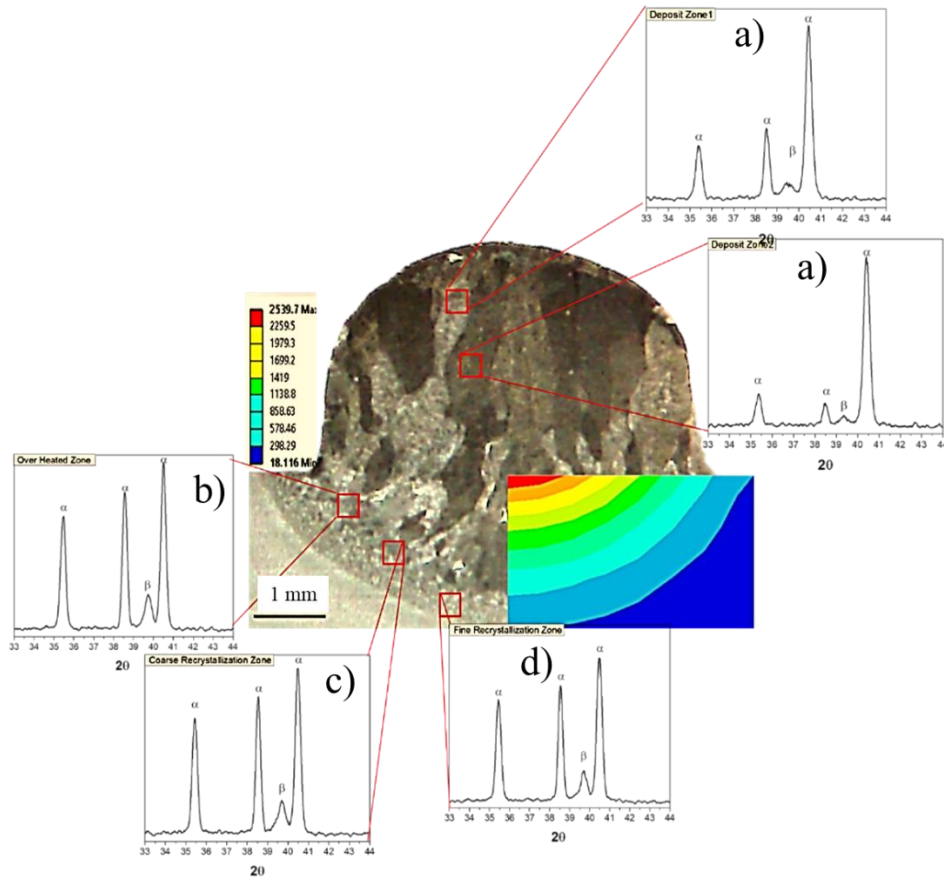 Deposit Zone1
a)
α
α
β
α
33 34 35 36 37 38 39 40 41 42 43 44
2θ
Deposit Zone2
a)
α
α
β
α
33 34 35 36 37 38 39 40 41 42 43 44
2θ
2539.7 Ma
2259.5
1979.3
1699.2
1419
1138.8
858.63
578.46
298.29
18.116 Min
Over Heated Zone
b)
α
α
β
α
33 34 35 36 37 38 39 40 41 42 43 44
2θ
1 mm
Coarse Recrystallization Zone
c)
α
α
β
α
33 34 35 36 37 38 39 40 41 42 43 44
2θ
Fine Recrystallization Zone
d)
α
α
β
α
33 34 35 36 37 38 39 40 41 42 43 44
2θ